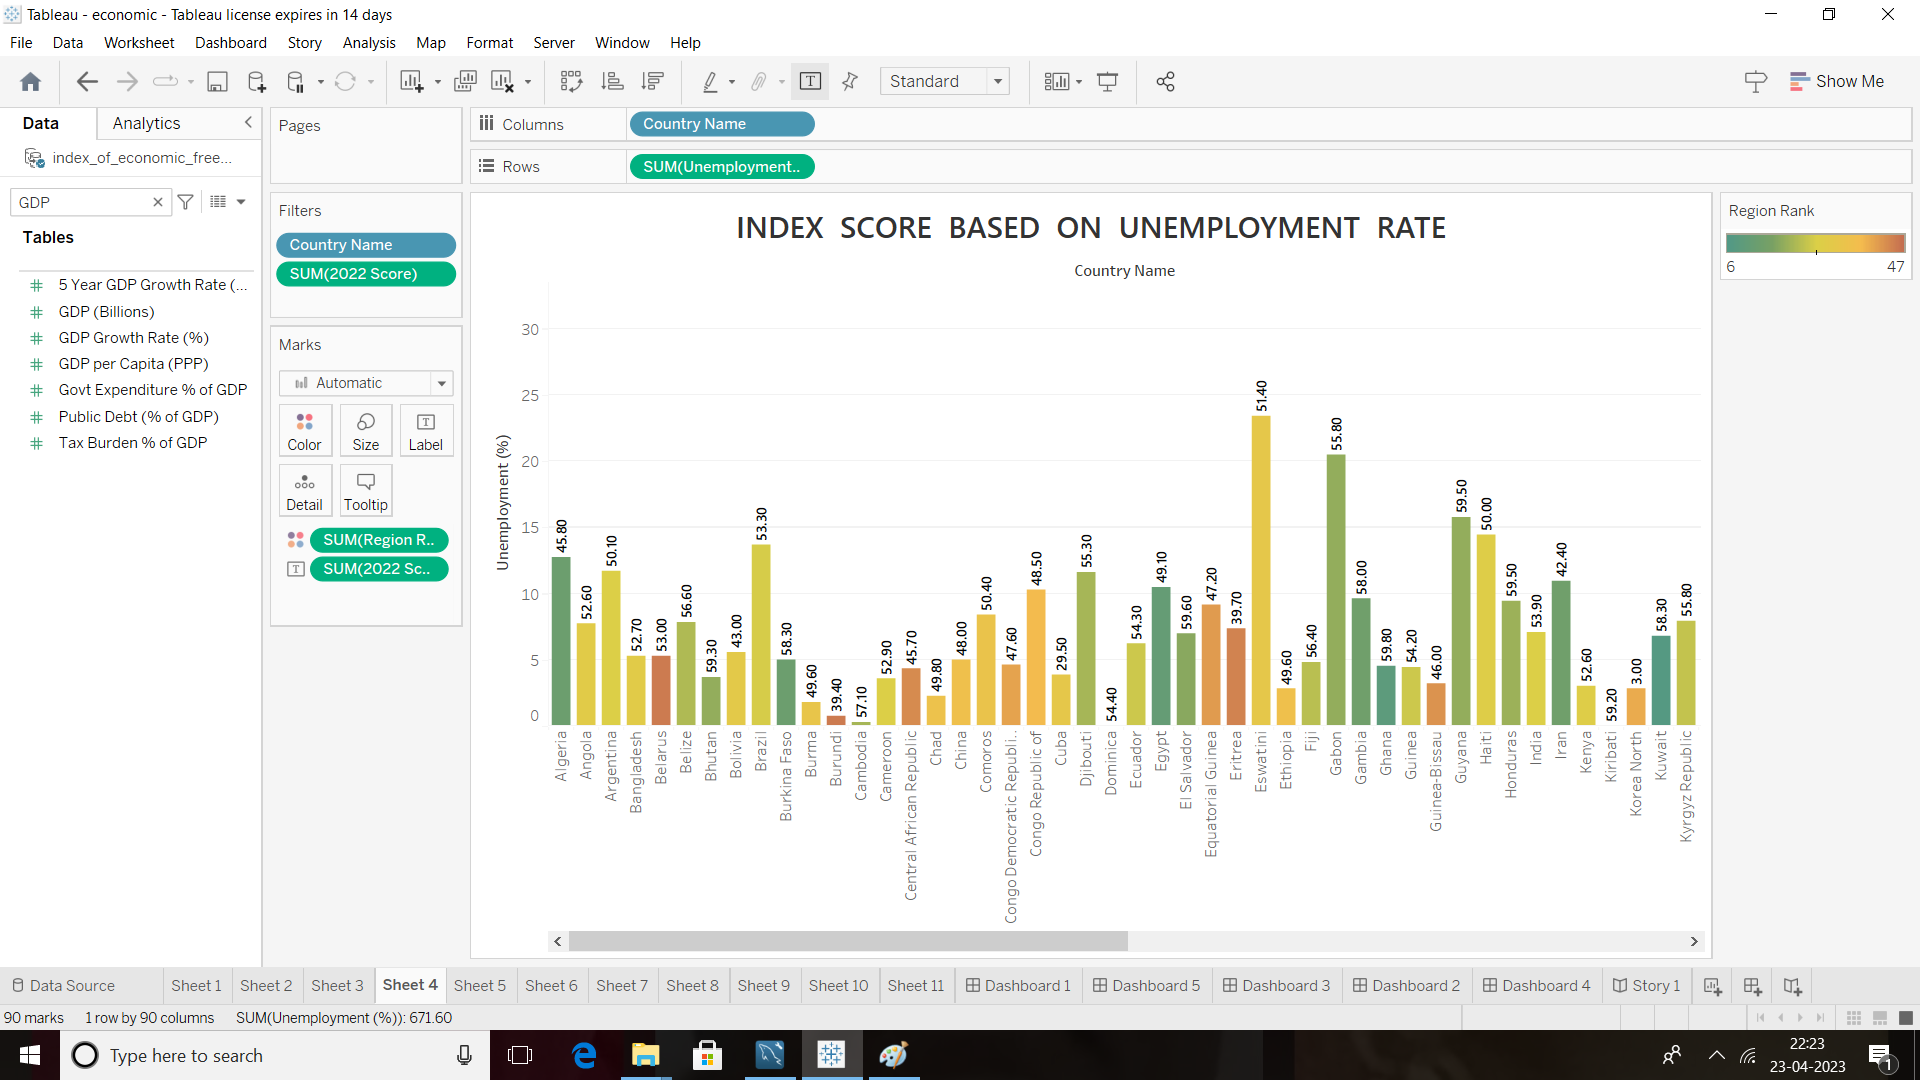 Tableau - economic - Tableau license expires in 14 days
File Data Worksheet Dashboard Story Analysis Map Format Server Window Help
Standard
Show Me
Data Analytics
index_of_economic_free...
GDP
Tables
5 Year GDP Growth Rate (...
GDP (Billions)
GDP Growth Rate (%)
GDP per Capita (PPP)
Govt Expenditure % of GDP
Public Debt (% of GDP)
Tax Burden % of GDP
Pages
Filters
Country Name
SUM(2022 Score)
Marks
Automatic
Color Size Label
Detail Tooltip
SUM(Region R..
SUM(2022 Sc..
Columns Country Name
Rows SUM(Unemployment..
INDEX SCORE BASED ON UNEMPLOYMENT RATE
Country Name
Unemployment (%)
30
25
20
15
10
5
0
45.80
52.60
50.10
52.70
53.00
56.60
59.30
43.00
53.30
58.30
49.60
39.40
57.10
52.90
45.70
49.80
48.00
50.40
47.60
48.50
29.50
55.30
54.40
54.30
49.10
59.60
47.20
39.70
51.40
49.60
56.40
55.80
58.00
59.80
54.20
46.00
59.50
50.00
59.50
53.90
42.40
52.60
59.20
3.00
58.30
55.80
Algeria
Angola
Argentina
Bangladesh
Belarus
Belize
Bhutan
Bolivia
Brazil
Burkina Faso
Burma
Burundi
Cambodia
Cameroon
Central African Republic
Chad
China
Comoros
Congo Democratic Republi..
Congo Republic of
Cuba
Djibouti
Dominica
Ecuador
Egypt
El Salvador
Equatorial Guinea
Eritrea
Eswatini
Ethiopia
Fiji
Gabon
Gambia
Ghana
Guinea
Guinea-Bissau
Guyana
Haiti
Honduras
India
Iran
Kenya
Kiribati
Korea North
Kuwait
Kyrgyz Republic
Region Rank
6 47
Data Source Sheet 1 Sheet 2 Sheet 3 Sheet 4 Sheet 5 Sheet 6 Sheet 7 Sheet 8 Sheet 9 Sheet 10 Sheet 11 Dashboard 1 Dashboard 5 Dashboard 3 Dashboard 2 Dashboard 4 Story 1
90 marks 1 row by 90 columns SUM(Unemployment (%)): 671.60
Type here to search
22:23
23-04-2023
1